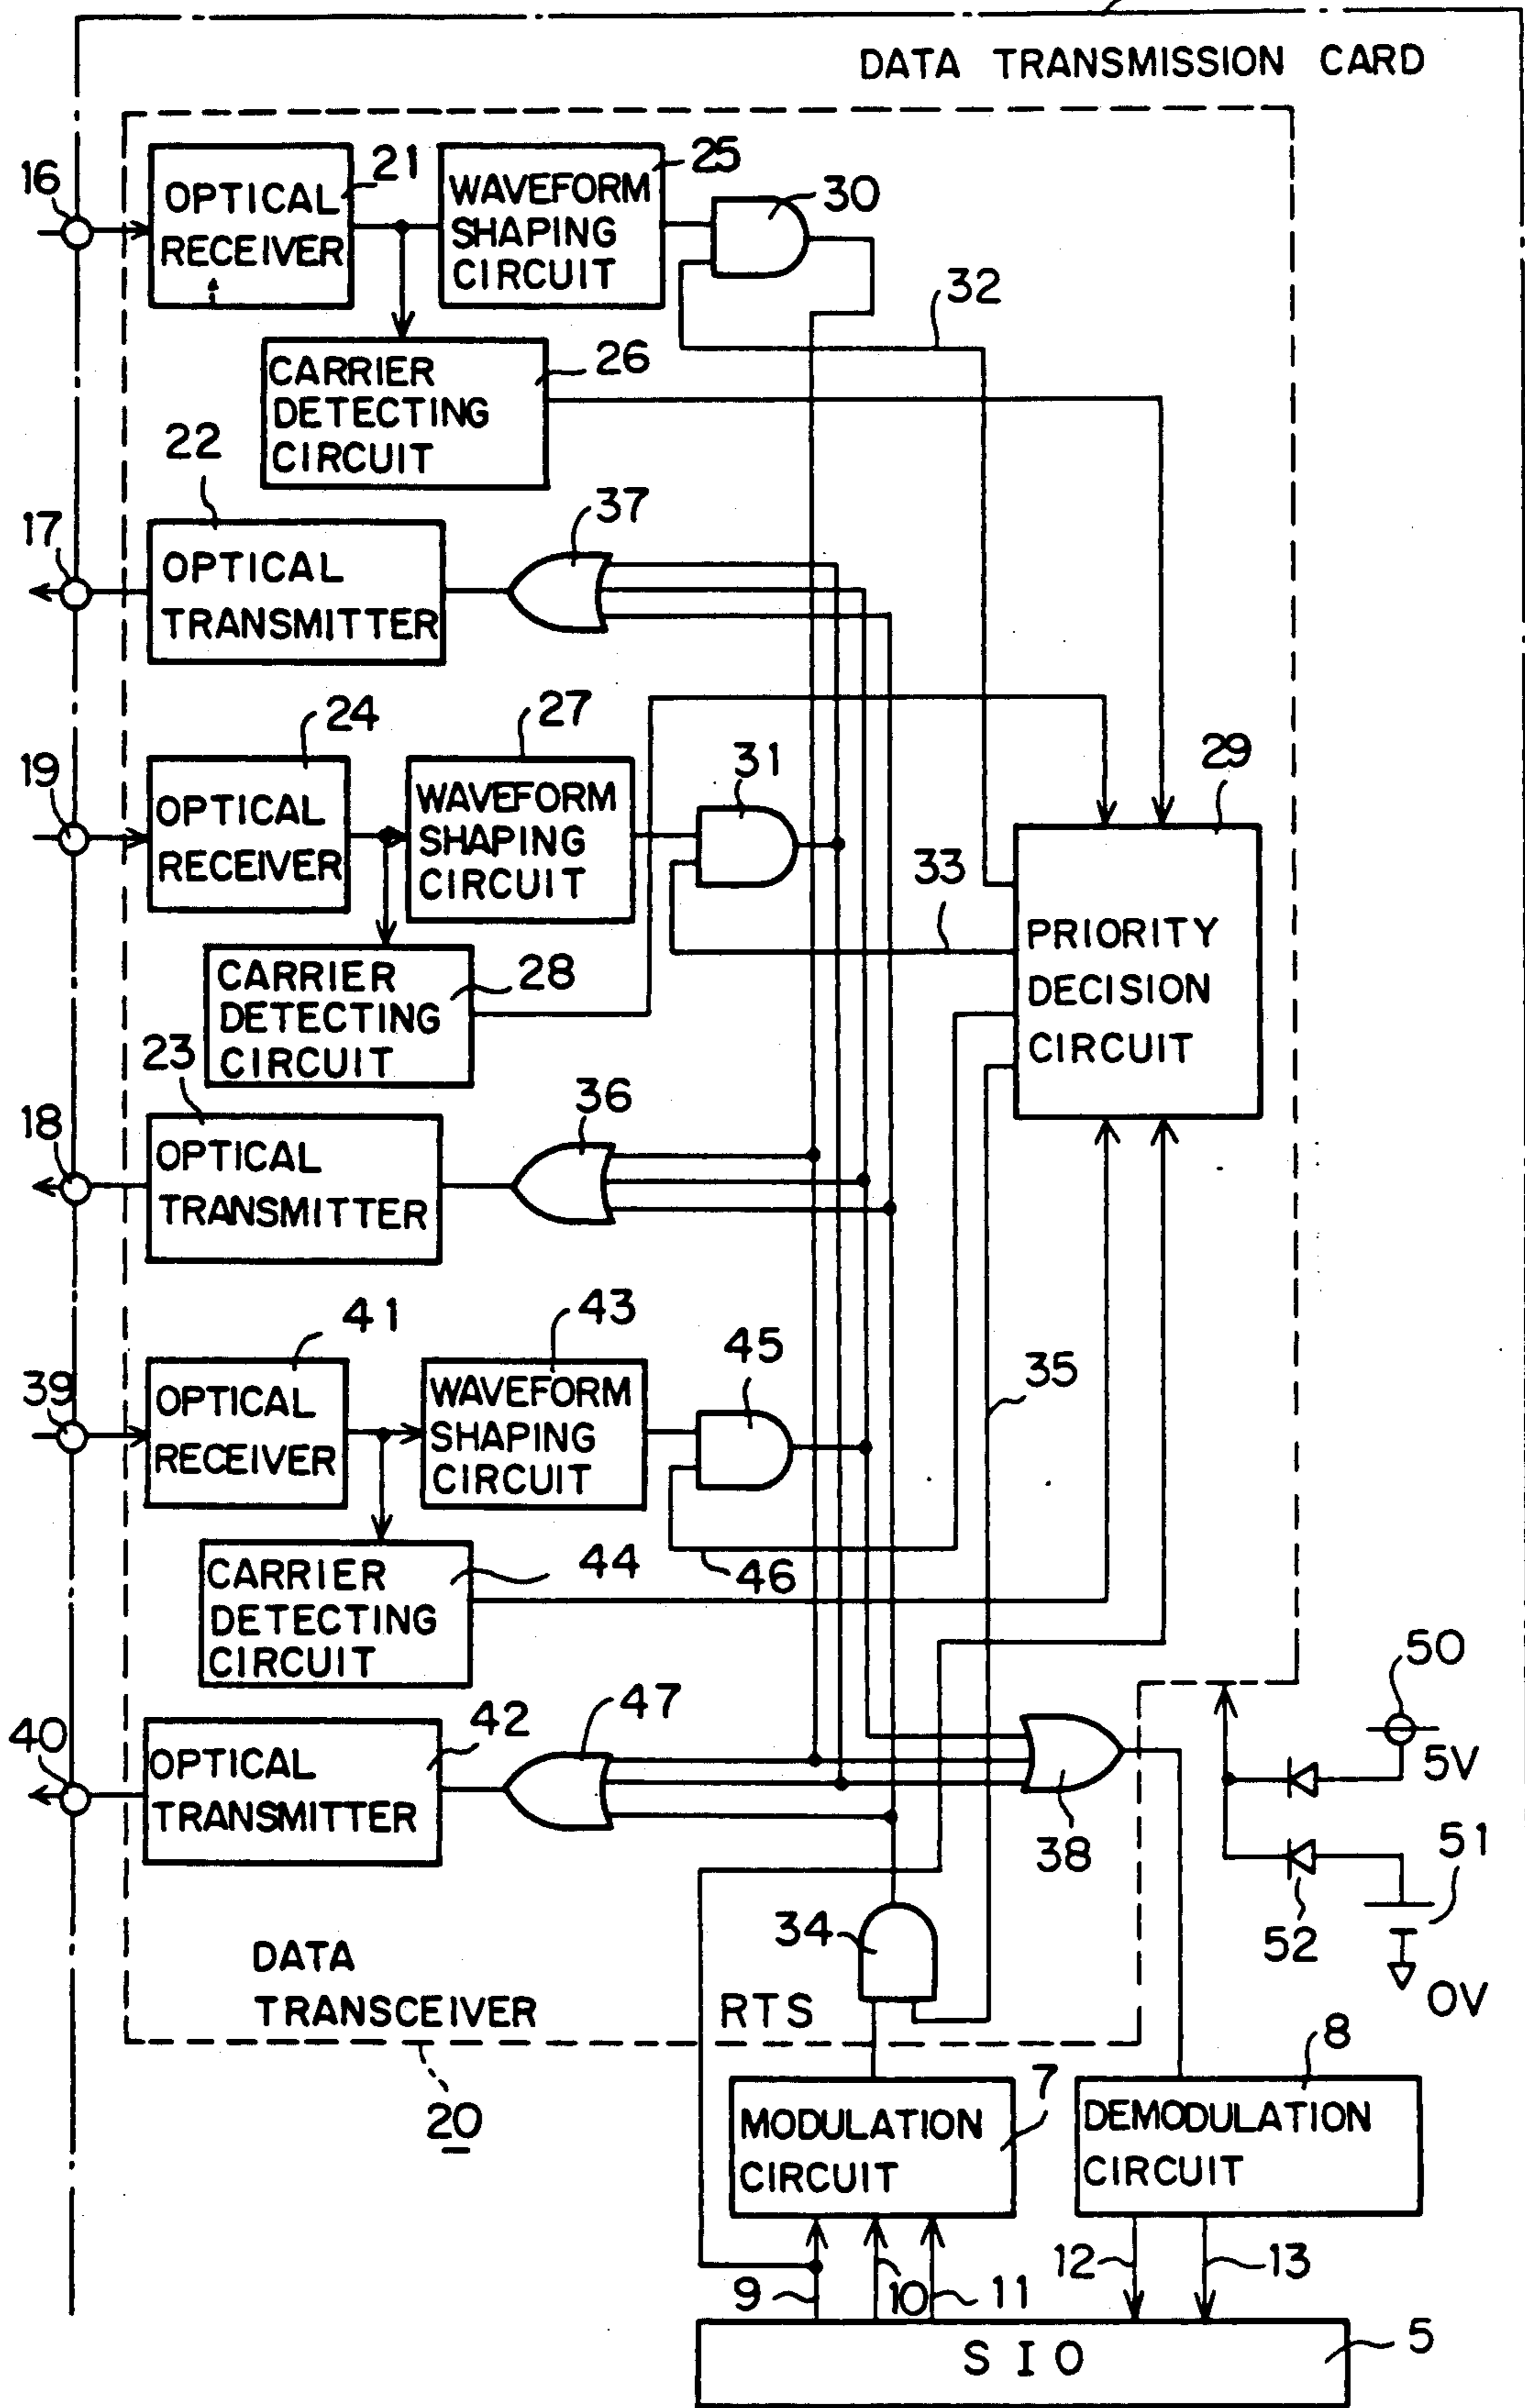 DATA TRANSMISSION CARD
16
OPTICAL
RECEIVER
21
WAVEFORM
SHAPING
CIRCUIT
25
30
32
CARRIER
DETECTING
CIRCUIT
26
22
17
OPTICAL
TRANSMITTER
37
24
27
31
29
19
OPTICAL
RECEIVER
WAVEFORM
SHAPING
CIRCUIT
33
PRIORITY
DECISION
CIRCUIT
CARRIER
DETECTING
CIRCUIT
28
23
18
OPTICAL
TRANSMITTER
36
41
43
45
35
39
OPTICAL
RECEIVER
WAVEFORM
SHAPING
CIRCUIT
46
CARRIER
DETECTING
CIRCUIT
44
50
5V
40
OPTICAL
TRANSMITTER
42
47
38
51
52
0V
34
DATA
TRANSCEIVER
RTS
20
MODULATION
CIRCUIT
7
DEMODULATION
CIRCUIT
8
9
10
11
12
13
SIO
5